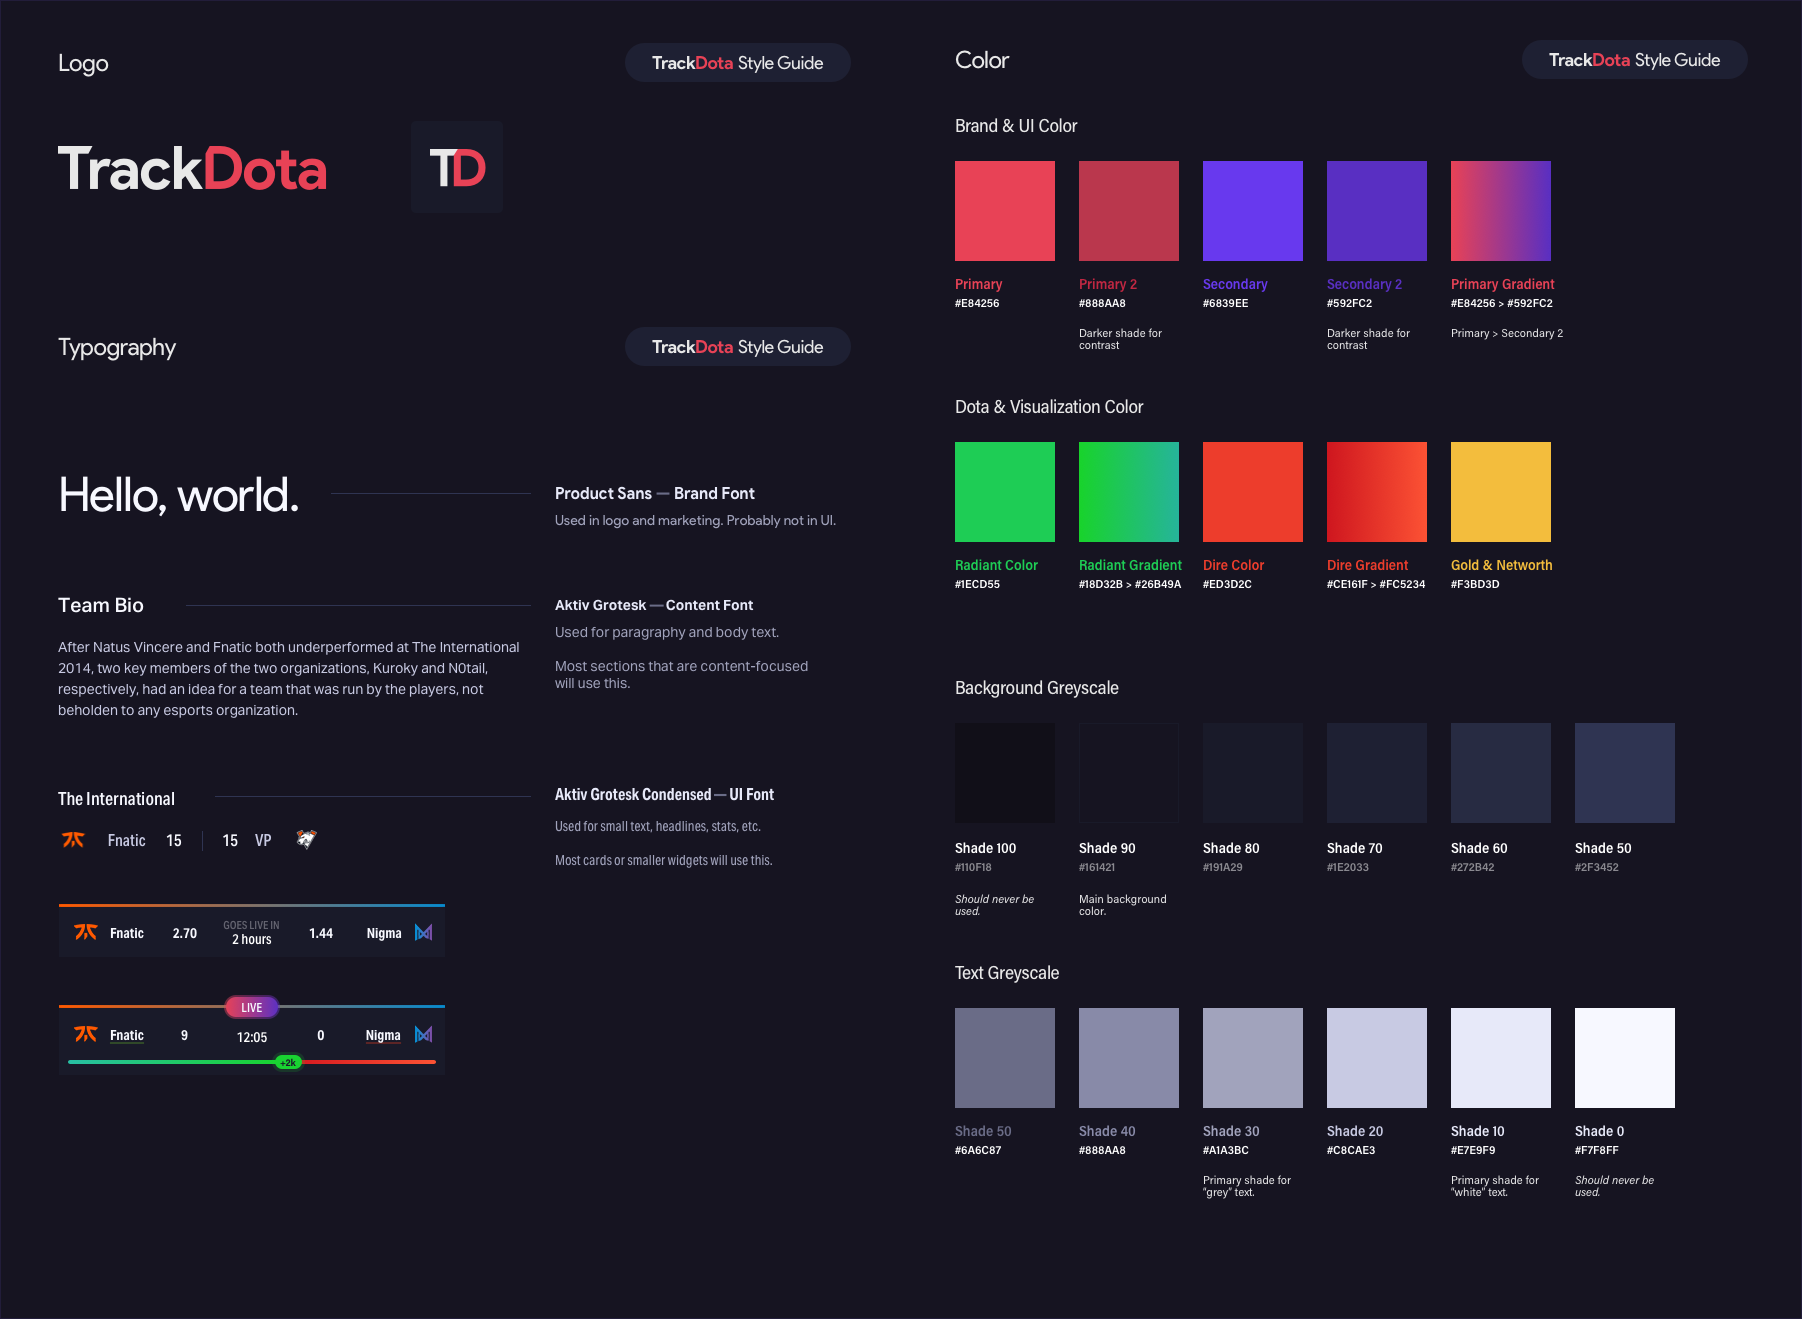 Logo
TrackDota Style Guide
TrackDota
TD
Typography
TrackDota Style Guide
Hello, world.
Product Sans — Brand Font
Used in logo and marketing. Probably not in UI.
Team Bio
Aktiv Grotesk — Content Font
After Natus Vincere and Fnatic both underperformed at The International
2014, two key members of the two organizations, Kuroky and N0tail,
respectively, had an idea for a team that was run by the players, not
beholden to any esports organization.
Used for paragraphy and body text.
Most sections that are content-focused
will use this.
The International
Aktiv Grotesk Condensed — UI Font
Fnatic 15 15 VP
Used for small text, headlines, stats, etc.
Most cards or smaller widgets will use this.
GOES LIVE IN
Fnatic 2.70 2 hours 1.44 Nigma
LIVE
Fnatic 9 12:05 0 Nigma
+2k
Color
TrackDota Style Guide
Brand & UI Color
Primary Primary 2 Secondary Secondary 2 Primary Gradient
#E84256 #888AA8 #6839EE #592FC2 #E84256 > #592FC2
Darker shade for
contrast
Darker shade for
contrast
Primary > Secondary 2
Dota & Visualization Color
Radiant Color Radiant Gradient Dire Color Dire Gradient Gold & Networth
#1ECD55 #18D32B > #26B49A #ED3D2C #CE161F > #FC5234 #F3BD3D
Background Greyscale
Shade 100 Shade 90 Shade 80 Shade 70 Shade 60 Shade 50
#110F18 #161421 #191A29 #1E2033 #272B42 #2F3452
Should never be
used.
Main background
color.
Text Greyscale
Shade 50 Shade 40 Shade 30 Shade 20 Shade 10 Shade 0
#6A6C87 #888AA8 #A1A3BC #C8CAE3 #E7E9F9 #F7F8FF
Primary shade for
"grey" text.
Primary shade for
"white" text.
Should never be
used.